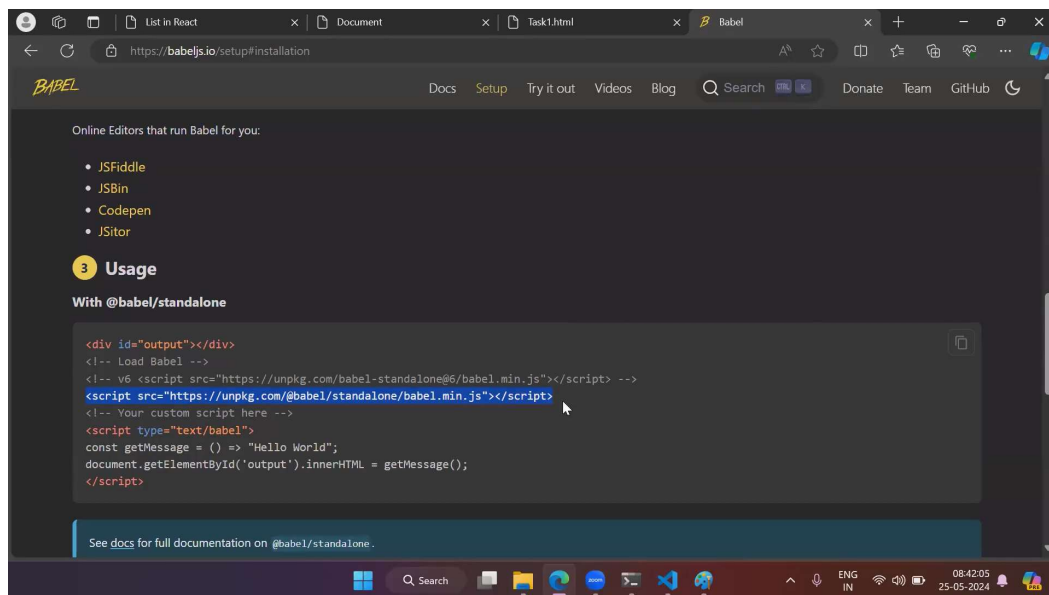 List in React
Document
Task1.html
Babel
https://babeljs.io/setup#installation
BABEL
Docs
Setup
Try it out
Videos
Blog
Search
CTRL
K
Donate
Team
GitHub
Online Editors that run Babel for you:
JSFiddle
JSBin
Codepen
JSitor
3 Usage
With @babel/standalone
<div id="output"></div>
<!-- Load Babel -->
<!-- v6 <script src="https://unpkg.com/babel-standalone@6/babel.min.js"></script> -->
<script src="https://unpkg.com/@babel/standalone/babel.min.js"></script>
<!-- Your custom script here -->
<script type="text/babel">
const getMessage = () => "Hello World";
document.getElementById('output').innerHTML = getMessage();
</script>
See docs for full documentation on @babel/standalone.
Search
zoom
ENG
IN
08:42:05
25-05-2024
PRE